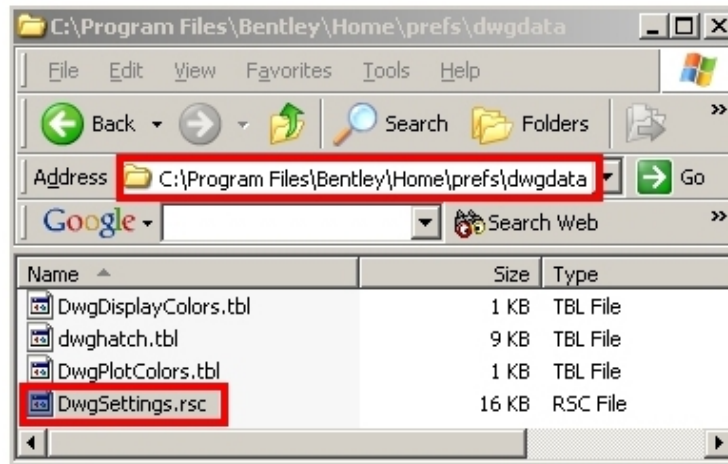 C:\Program Files\Bentley\Home\prefs\dwgdata
File Edit View Favorites Tools Help
Back Search Folders »
Address C:\Program Files\Bentley\Home\prefs\dwgdata Go
Google Search Web »
Name Size Type
DwgDisplayColors.tbl 1 KB TBL File
dwghatch.tbl 9 KB TBL File
DwgPlotColors.tbl 1 KB TBL File
DwgSettings.rsc 16 KB RSC File